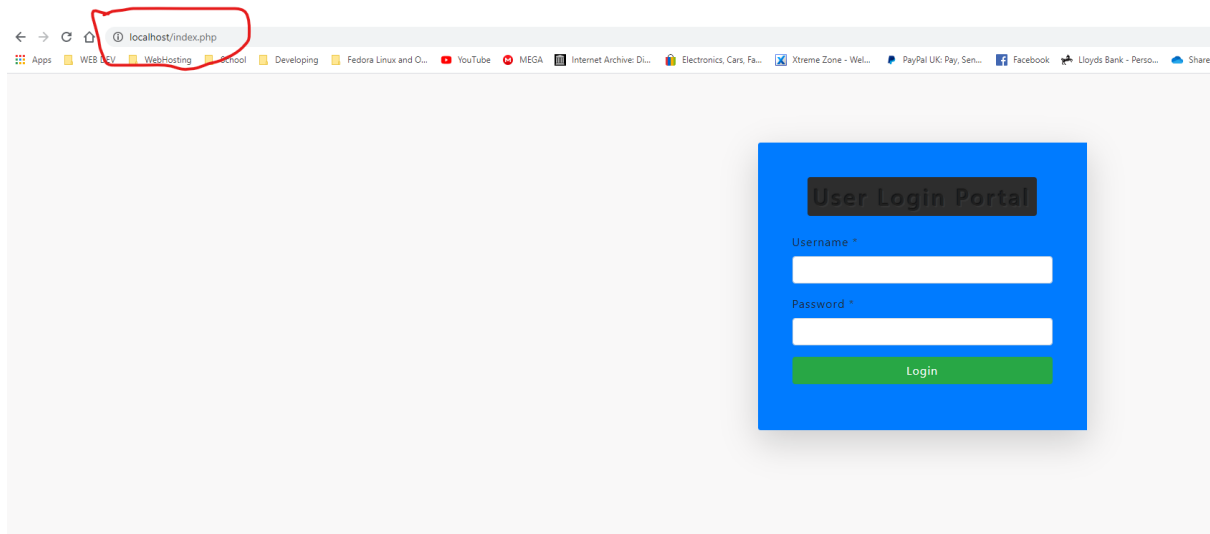 localhost/index.php
Apps WEB DEV WebHosting School Developing Fedora Linux and O... YouTube MEGA Internet Archive: Di... Electronics, Cars, Fa... Xtreme Zone - Wel... PayPal UK: Pay, Sen... Facebook Lloyds Bank - Perso... Share
User Login Portal
Username *
Password *
Login